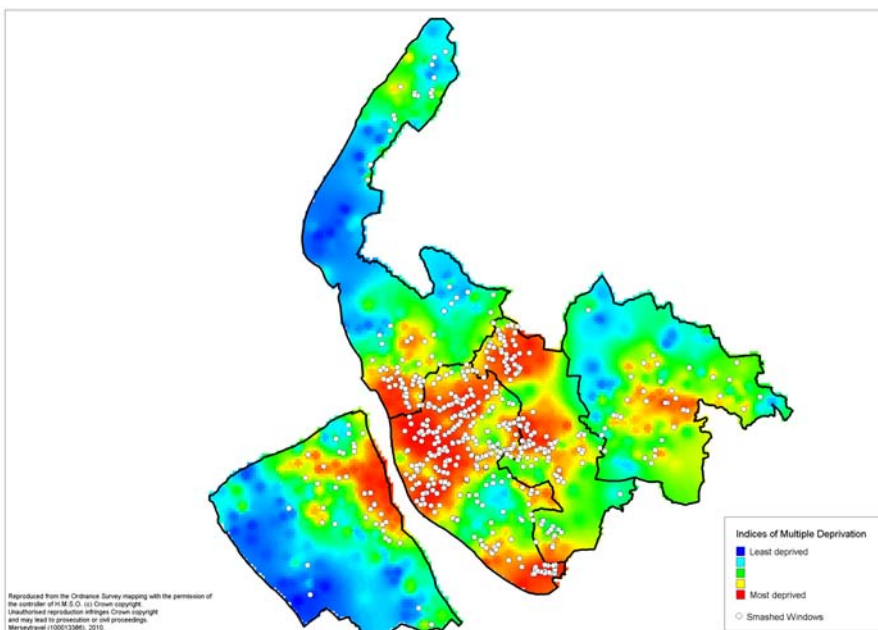 Indices of Multiple Deprivation
Least deprived
Most deprived
Smashed Windows
Reproduced from the Ordnance Survey mapping with the permission of
the controller of H.M.S.O. (c) Crown copyright.
Unauthorised reproduction infringes Crown copyright
and may lead to prosecution or civil proceedings.
Merseytravel (100013386), 2010.